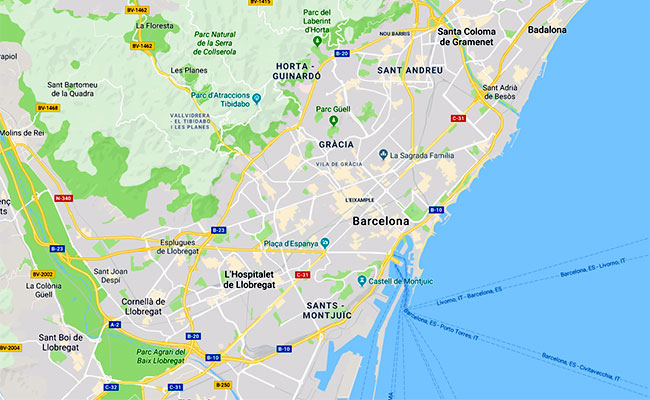 BV-1462
BV-1415
La Floresta
Parc del
Laberint
d'Horta
Badalona
Parc Natural
de la Serra
de Collserola
NOU BARRIS
Santa Coloma
de Gramenet
BV-1462
B-20
Les Planes
HORTA -
GUINARDÓ
SANT ANDREU
Sant Bartomeu
de la Quadra
Parc d'Atraccions
Tibidabo
Sant Adrià
de Besòs
BV-1468
Parc Güell
VALLVIDRERA
- EL TIBIDABO
I LES PLANES
C-31
Molins de Rei
GRÀCIA
VILA DE GRÀCIA
La Sagrada Família
N-340
L'EIXAMPLE
B-10
Barcelona
B-23
Esplugues
de Llobregat
Plaça d'Espanya
B-23
BV-2002
Sant Joan
Despí
L'Hospitalet
de Llobregat
C-31
Castell de Montjuïc
Barcelona, ES - Livorno, IT
La Colònia
Güell
Cornellà de
Llobregat
SANTS -
MONTJUÏC
Livorno, IT - Barcelona, ES
A-2
Barcelona, ES - Porto Torres, IT
Sant Boi de
Llobregat
B-20
BV-2004
Parc Agrari del
Baix Llobregat
B-10
B-10
Barcelona, ES - Civitavecchia, IT
C-32
C-31
B-250